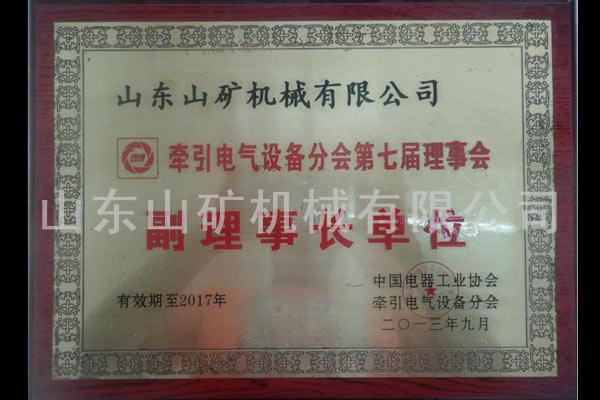 山东山矿机械有限公司
牵引电气设备分会第七届理事会
山东山矿机械有限公司
副理事长单位
中国电器工业协会
有效期至2017年
牵引电气设备分会
二〇一三年九月